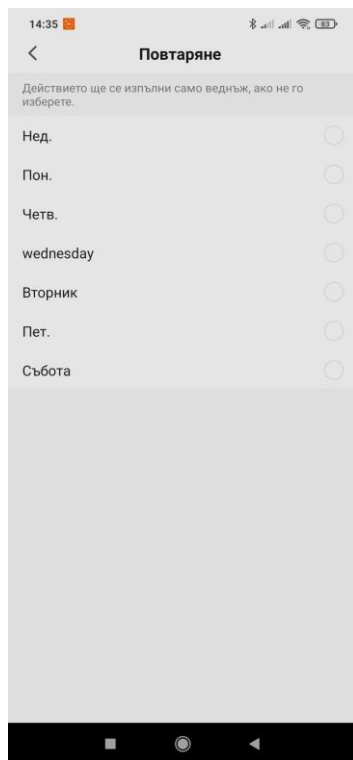 14:35
83
Повтаряне
Действието ще се изпълни само веднъж, ако не го
изберете.
Нед.
Пон.
Четв.
wednesday
Вторник
Пет.
Събота